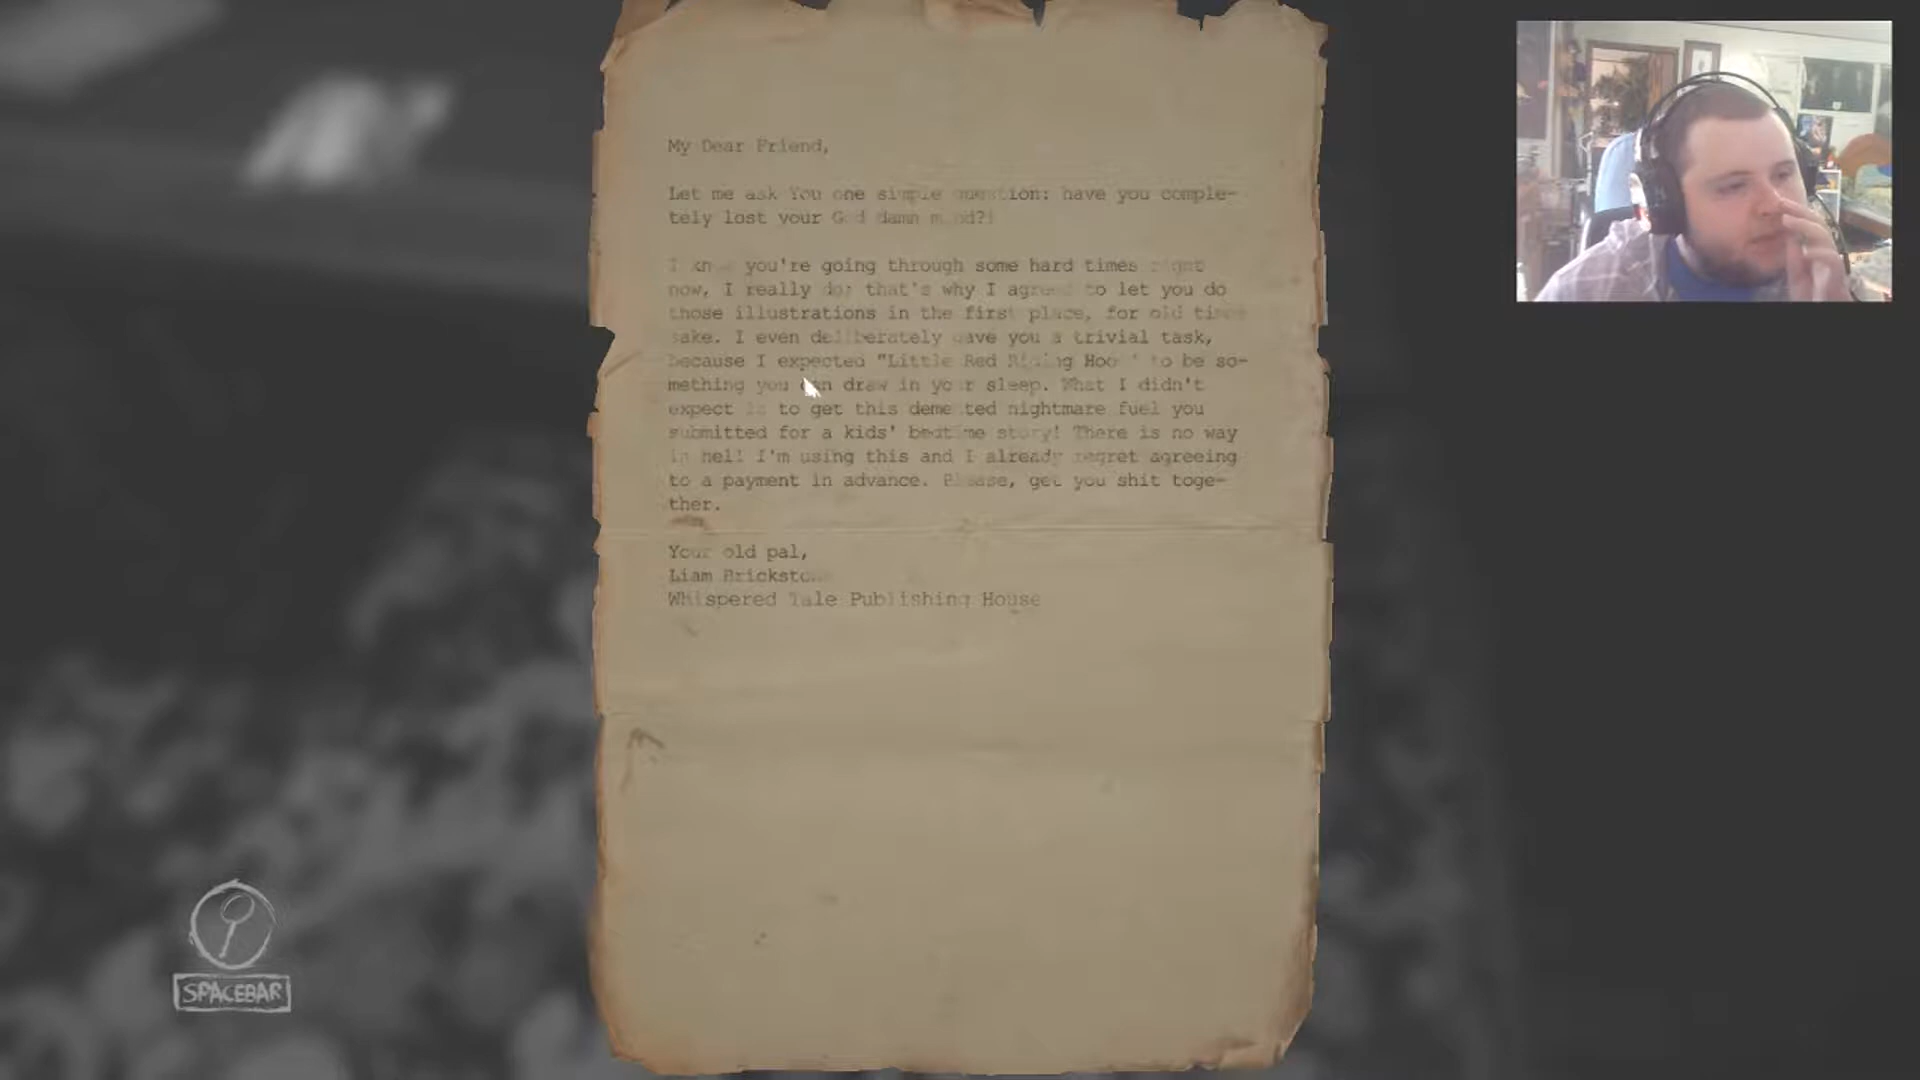 My Dear Friend,
Let me ask You one simple question: have you comple-
tely lost your God damn mind?!
I know you're going through some hard times right
now, I really do; that's why I agreed to let you do
those illustrations in the first place, for old times
sake. I even deliberately gave you a trivial task,
because I expected "Little Red Riding Hood" to be so-
mething you can draw in your sleep. What I didn't
expect is to get this demented nightmare fuel you
submitted for a kids' bedtime story! There is no way
in hell I'm using this and I already regret agreeing
to a payment in advance. Please, get you shit toge-
ther.
Your old pal,
Liam
Whispered Tale Publishing House
SPACEBAR